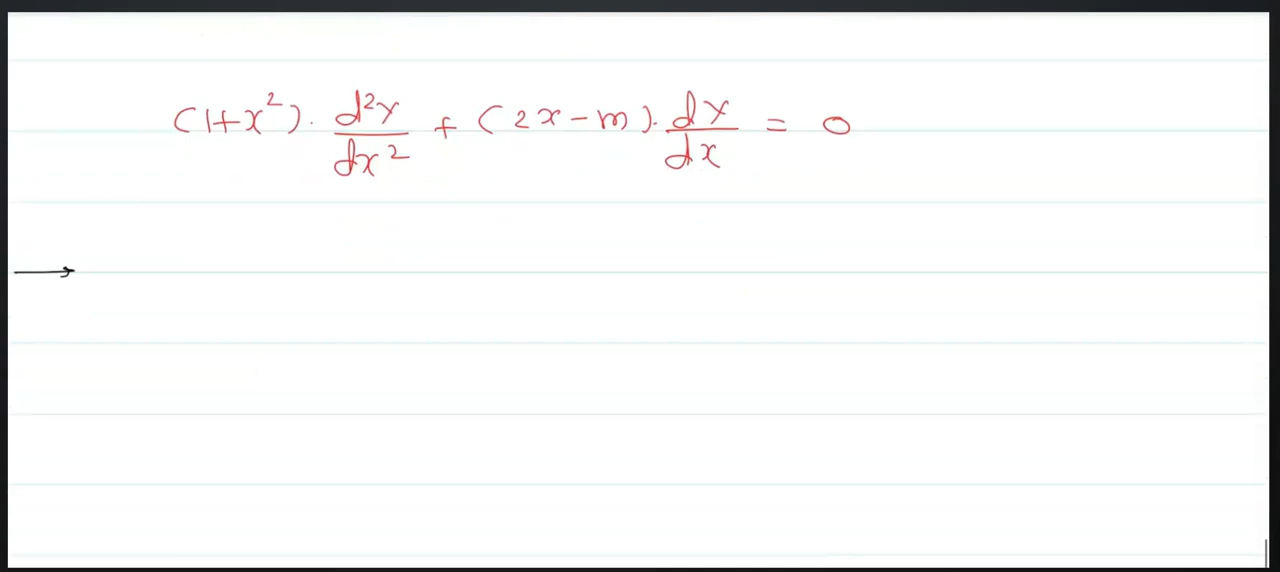 (1+x²)·d²y/dx² + (2x-m)·dy/dx = 0